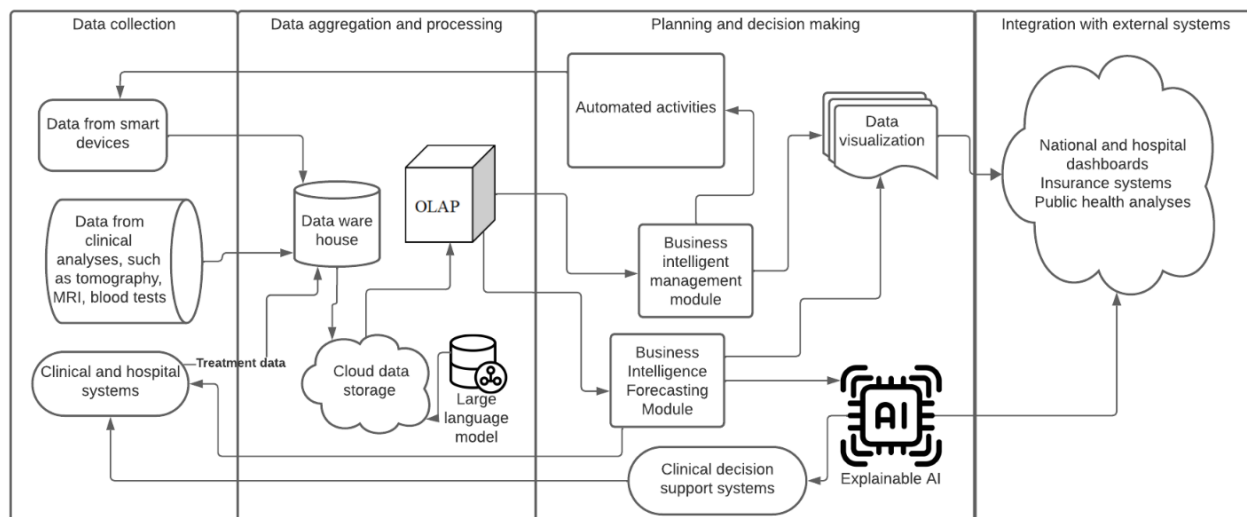 Data collection
Data aggregation and processing
Planning and decision making
Integration with external systems
Data from smart
devices
Data from
clinical
analyses, such
as tomography,
MRI, blood tests
Clinical and hospital
systems
Treatment data
Data ware
house
OLAP
Cloud data
storage
Large
language
model
Automated activities
Business
intelligent
management
module
Business
Intelligence
Forecasting
Module
Data
visualization
Clinical decision
support systems
AI
Explainable AI
National and hospital
dashboards
Insurance systems
Public health analyses